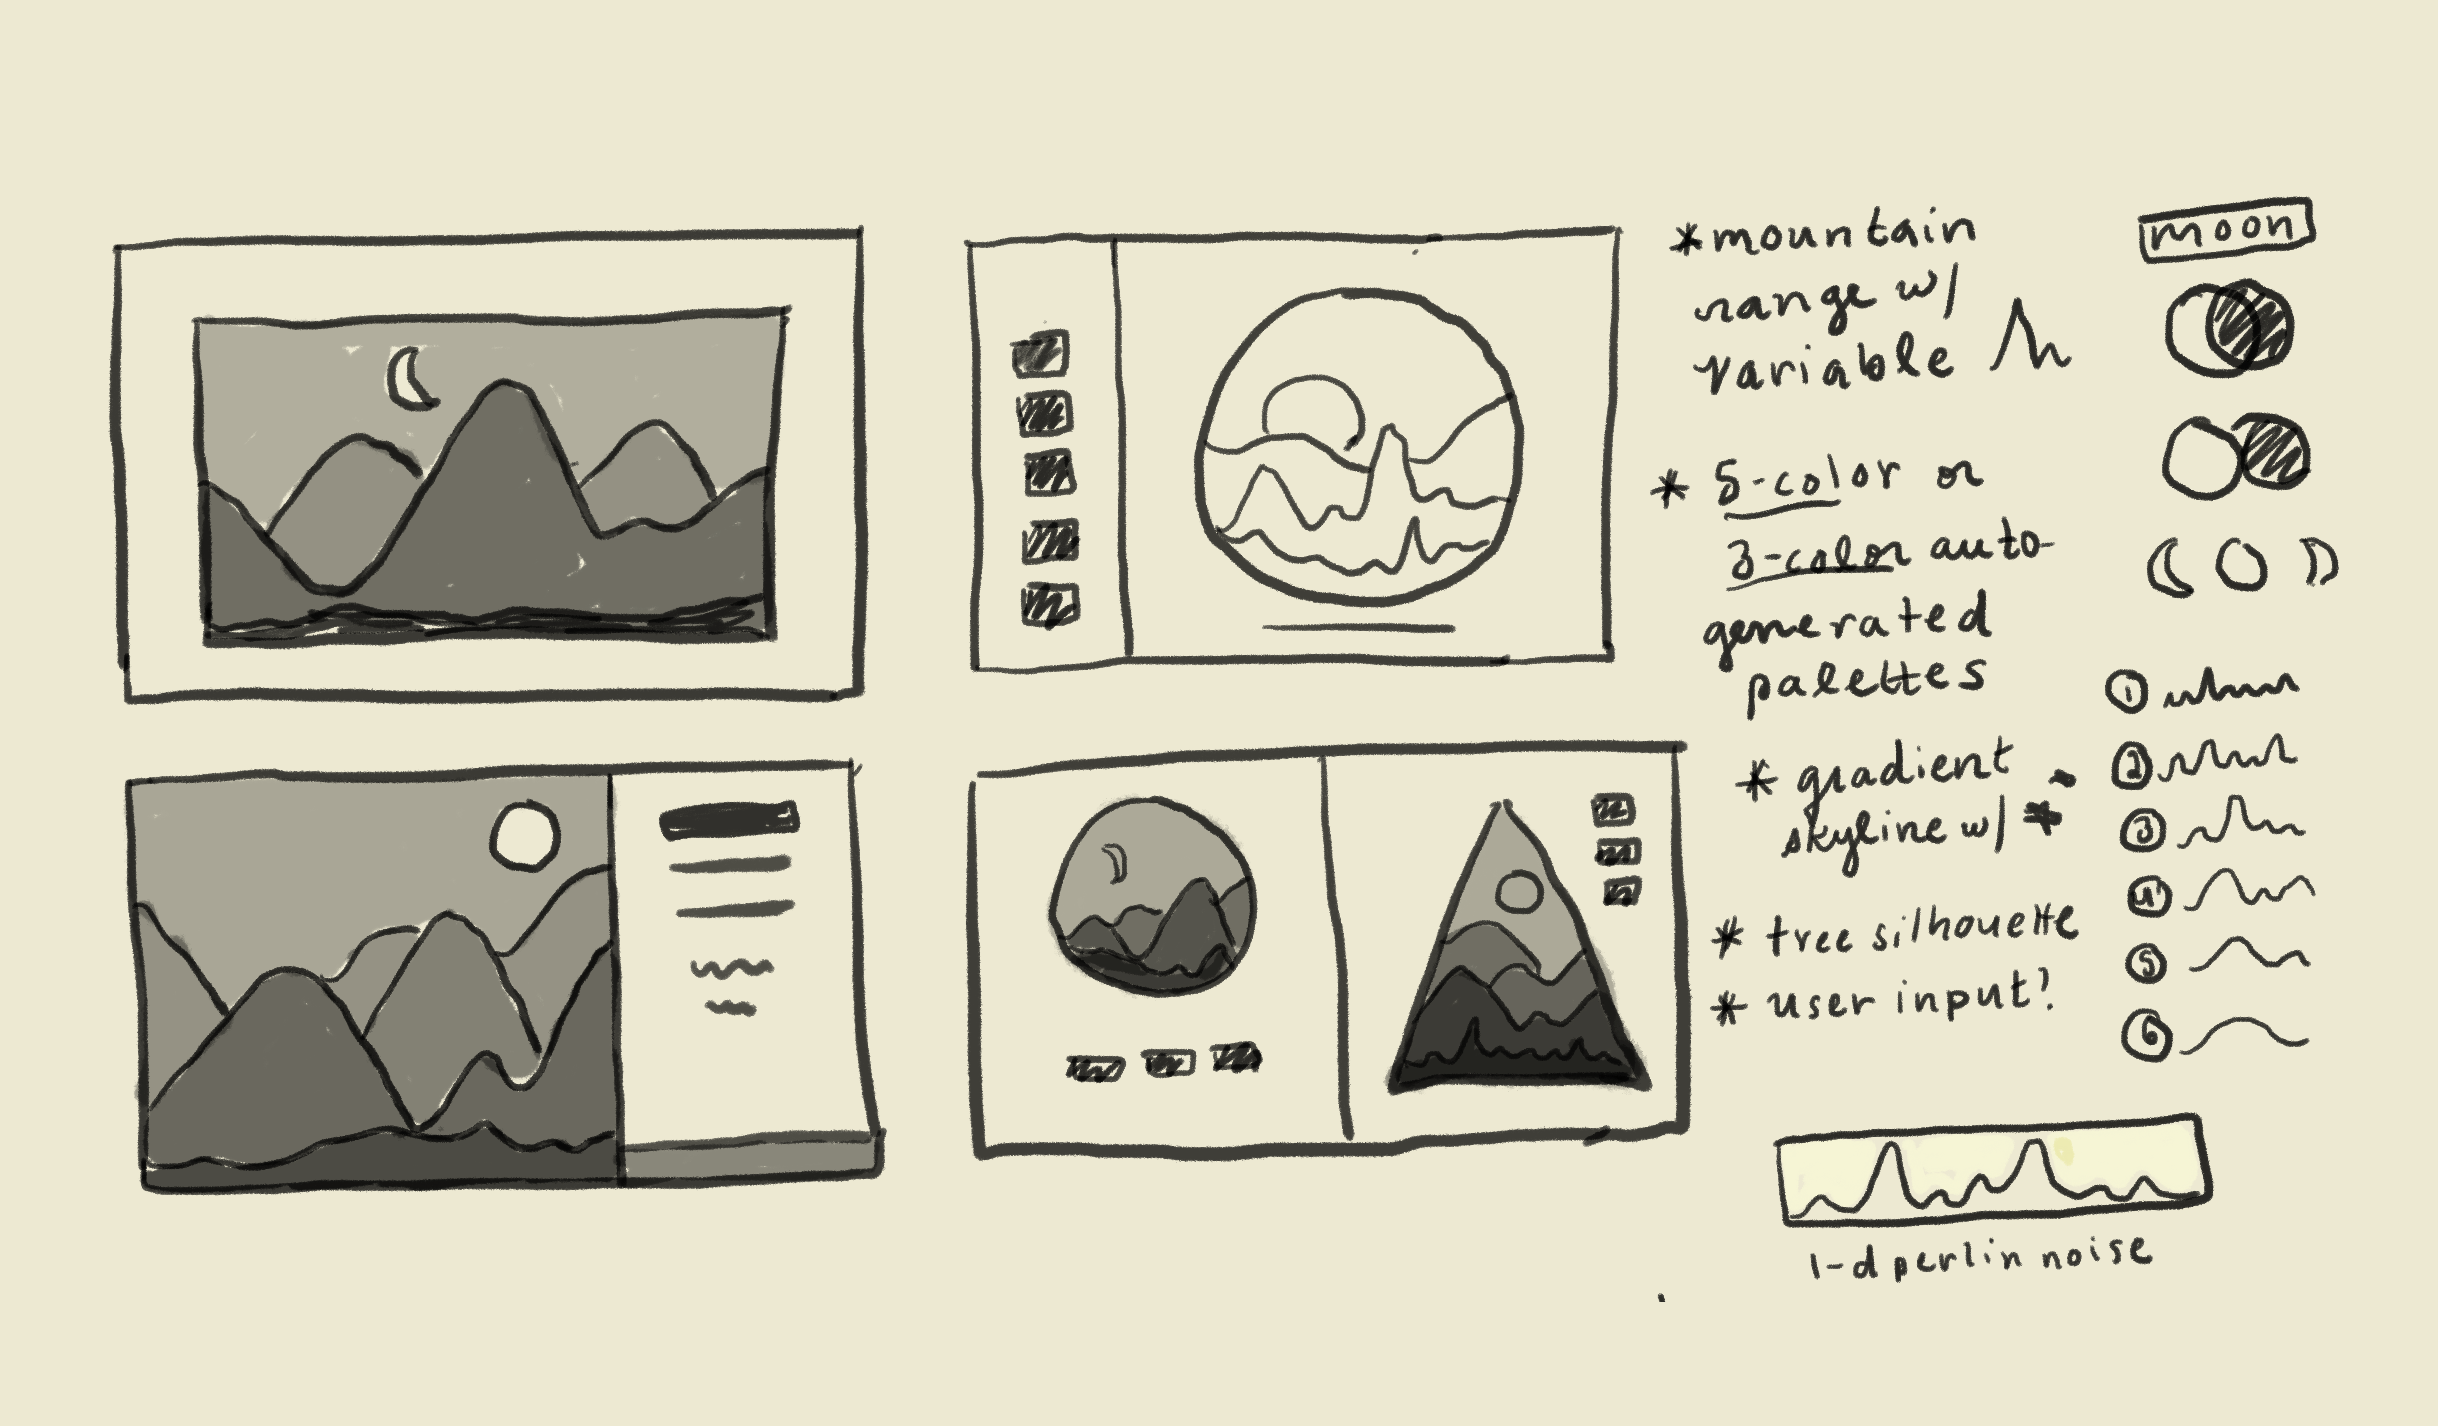 *mountain
range w/
variable
* 5-color or
3-color auto-
generated
palettes
* gradient
skyline w/
* tree silhouette
* user input?
moon
1
2
3
4
5
6
1-d perlin noise